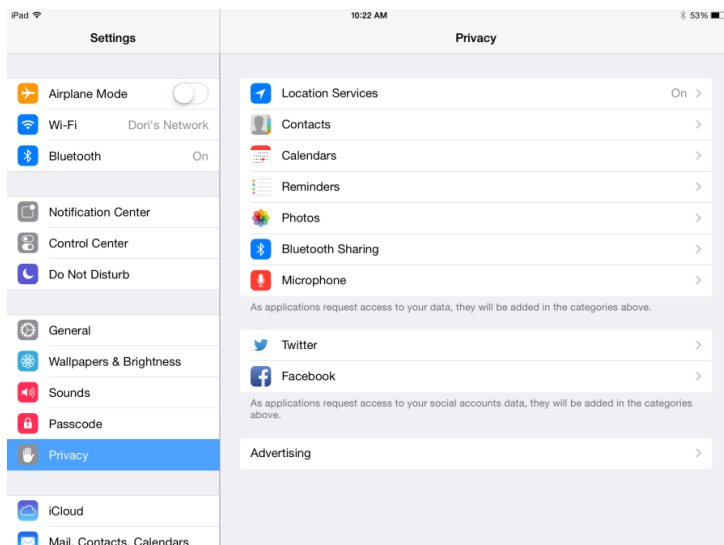 iPad 10:22 AM 53%
Settings
Privacy
Airplane Mode
Wi-Fi Dori's Network
Bluetooth On
Notification Center
Control Center
Do Not Disturb
General
Wallpapers & Brightness
Sounds
Passcode
Privacy
iCloud
Mail, Contacts, Calendars
Location Services On
Contacts
Calendars
Reminders
Photos
Bluetooth Sharing
Microphone
As applications request access to your data, they will be added in the categories above.
Twitter
Facebook
As applications request access to your social accounts data, they will be added in the categories
above.
Advertising